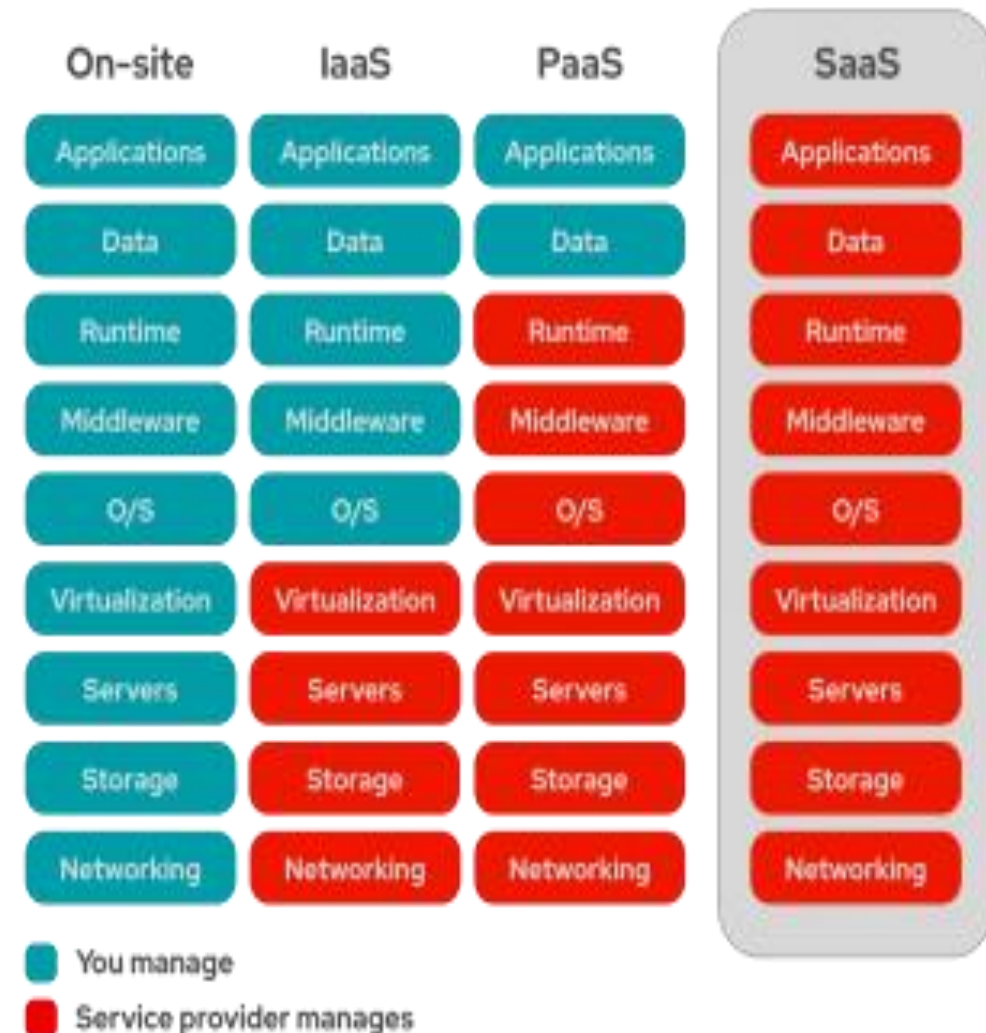 On-site IaaS PaaS SaaS
Applications Applications Applications Applications
Data Data Data Data
Runtime Runtime Runtime Runtime
Middleware Middleware Middleware Middleware
O/S O/S O/S O/S
Virtualization Virtualization Virtualization Virtualization
Servers Servers Servers Servers
Storage Storage Storage Storage
Networking Networking Networking Networking
You manage
Service provider manages